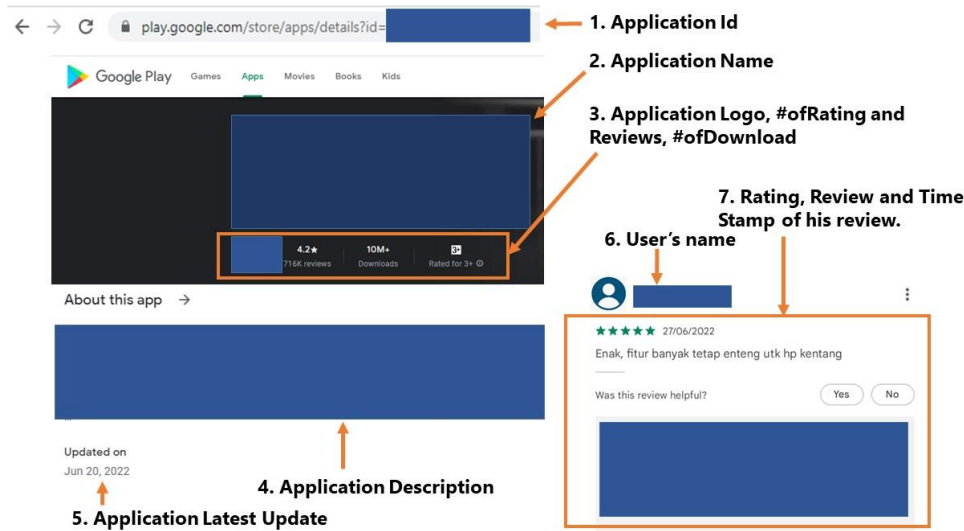 play.google.com/store/apps/details?id=
1. Application Id
Google Play Games Apps Movies Books Kids
2. Application Name
3. Application Logo, #ofRating and
Reviews, #ofDownload
4.2★ 10M+ 3+
716K reviews Downloads Rated for 3+
7. Rating, Review and Time
Stamp of his review.
6. User's name
About this app →
★★★★★ 27/06/2022
Enak, fitur banyak tetap enteng utk hp kentang
Was this review helpful? Yes No
Updated on
Jun 20, 2022
4. Application Description
5. Application Latest Update